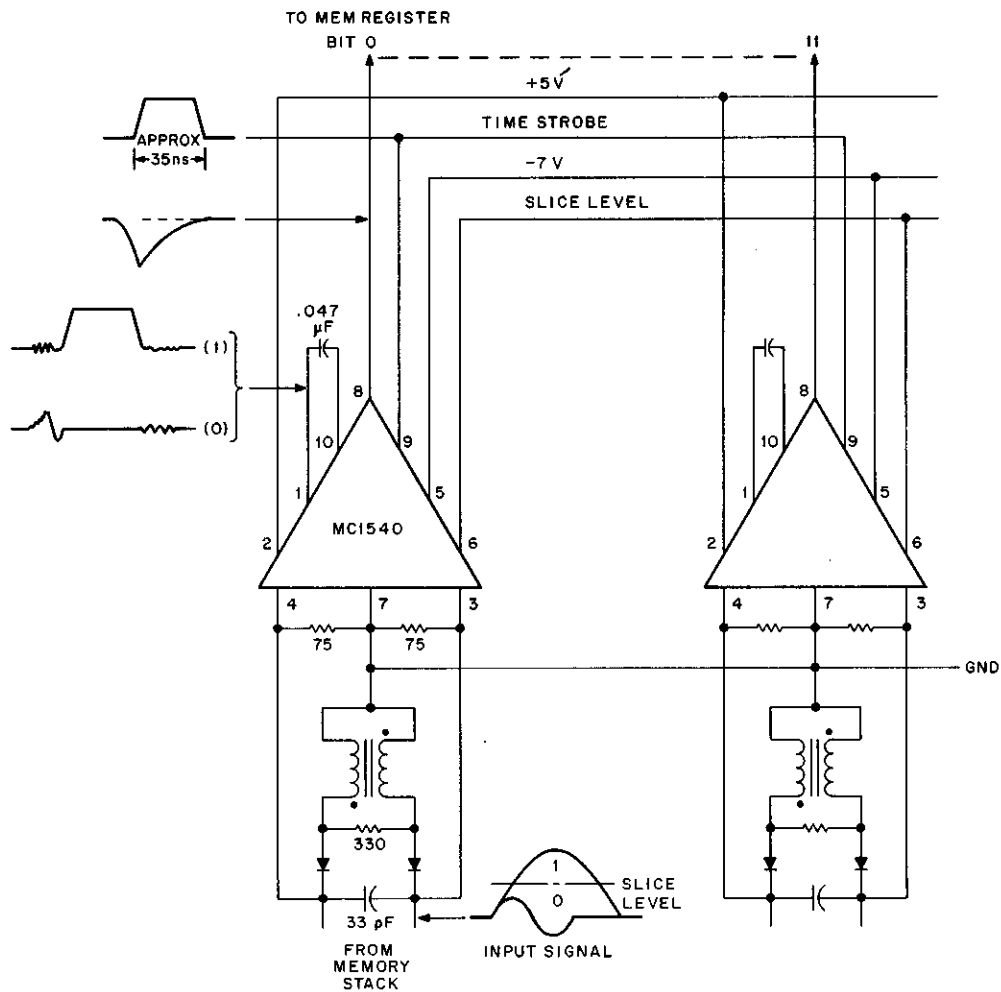 TO MEM REGISTER
BIT 0
11
+5V
TIME STROBE
APPROX
35ns
-7 V
SLICE LEVEL
.047
µF
(1)
(0)
8
10
9
1
5
MC1540
2
6
4
7
3
75
75
8
10
9
1
5
2
6
4
7
3
GND
330
33 pF
FROM
MEMORY
STACK
1
0
SLICE
LEVEL
INPUT SIGNAL